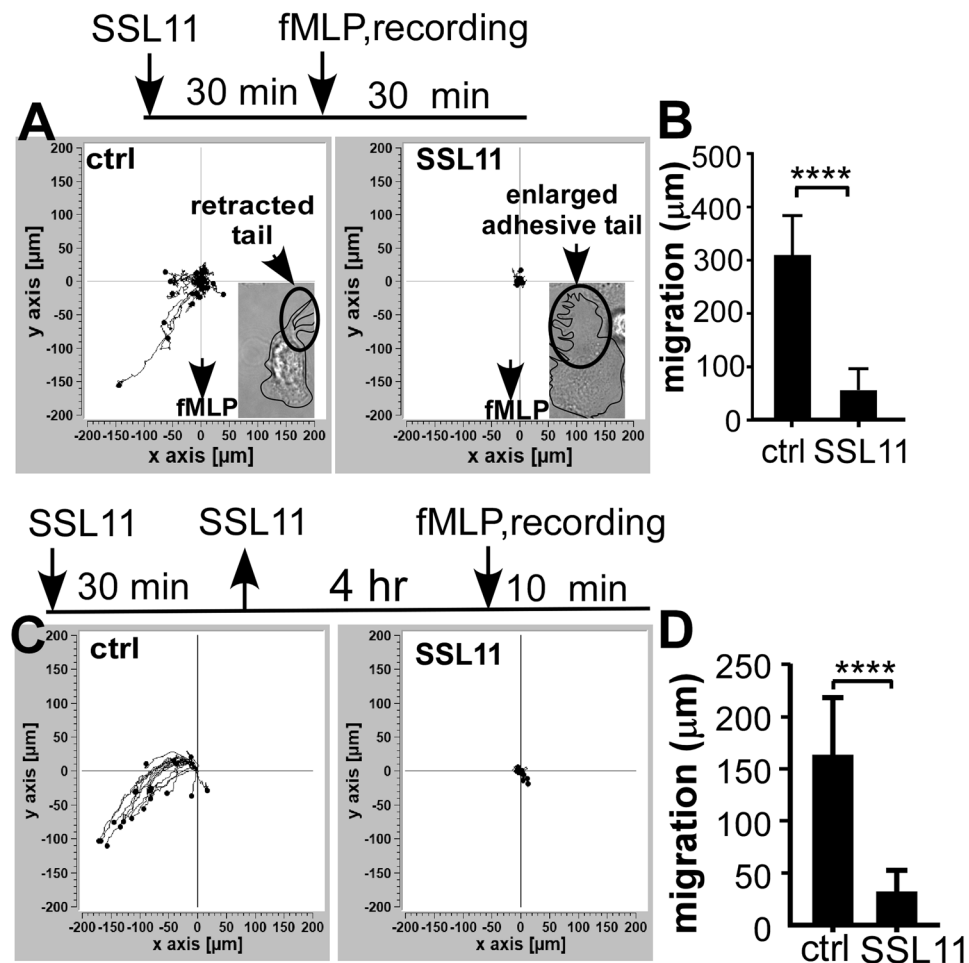 SSL11
fMLP,recording
30 min
30 min
A
ctrl
SSL11
retracted
tail
enlarged
adhesive tail
fMLP
fMLP
y axis [µm]
200
150
100
50
0
-50
-100
-150
-200
-200 -150 -100 -50 0 50 100 150 200
x axis [µm]
y axis [µm]
200
150
100
50
0
-50
-100
-150
-200
-200 -150 -100 -50 0 50 100 150 200
x axis [µm]
B
migration (µm)
500
400
300
200
100
0
****
ctrl SSL11
SSL11
SSL11
fMLP,recording
30 min
4 hr
10 min
C
ctrl
SSL11
y axis [µm]
200
150
100
50
0
-50
-100
-150
-200
-200 -150 -100 -50 0 50 100 150 200
x axis [µm]
y axis [µm]
200
150
100
50
0
-50
-100
-150
-200
-200 -150 -100 -50 0 50 100 150 200
x axis [µm]
D
migration (µm)
250
200
150
100
50
0
****
ctrl SSL11